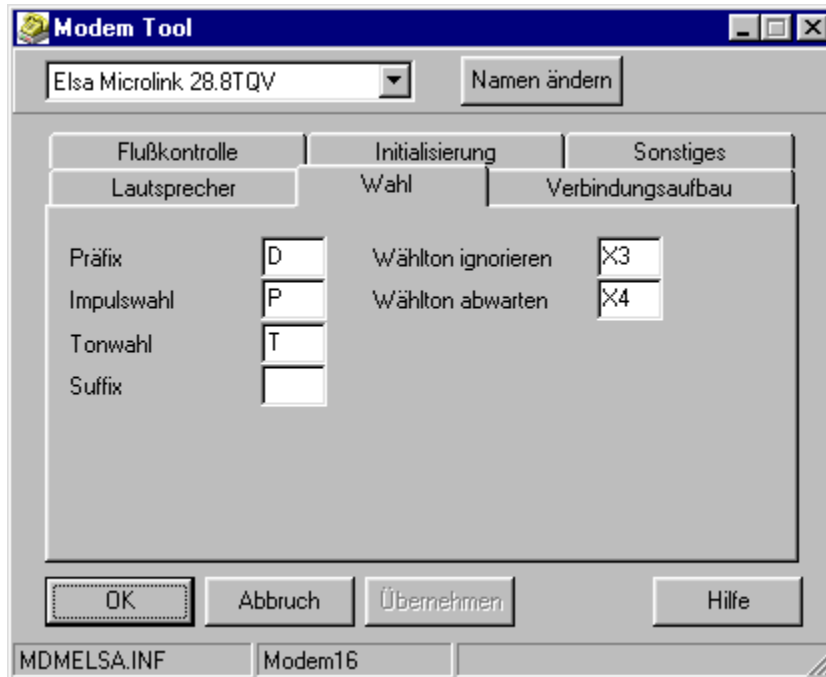 Modem Tool
Elsa Microlink 28.8TQV Namen ändern
Flußkontrolle Initialisierung Sonstiges
Lautsprecher Wahl Verbindungsaufbau
Präfix D Wählton ignorieren X3
Impulswahl P Wählton abwarten X4
Tonwahl T
Suffix
OK Abbruch Übernehmen Hilfe
MDMELSA.INF Modem16